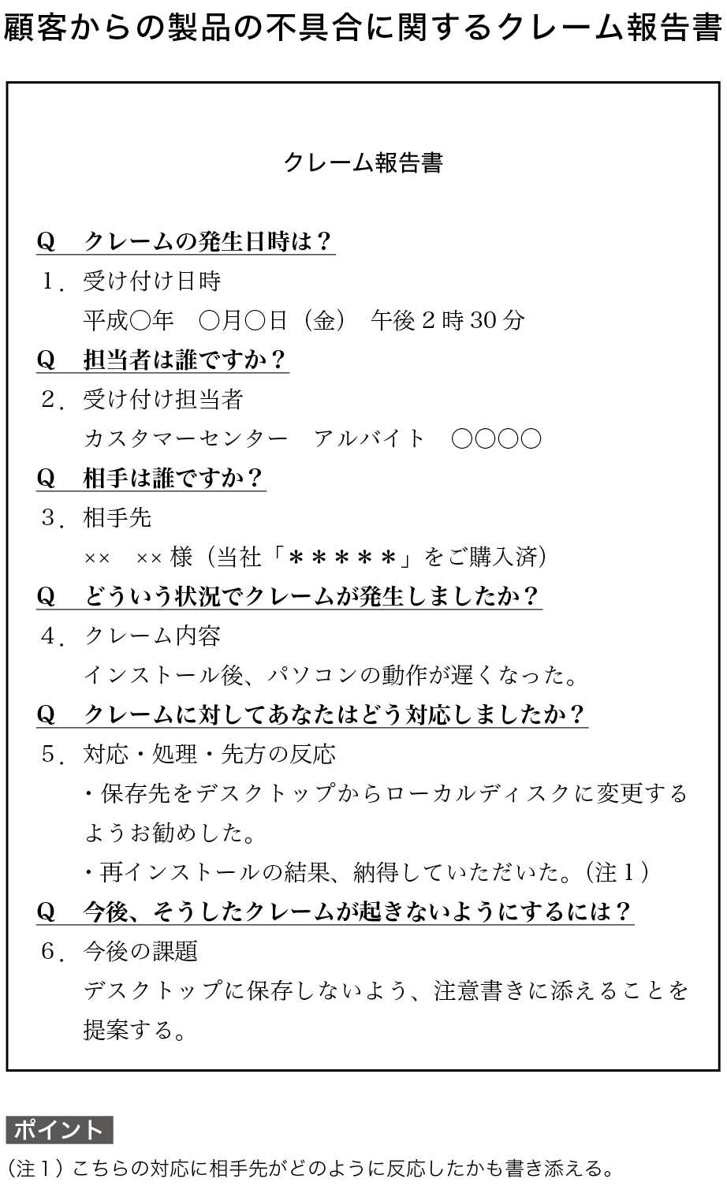 顧客からの製品の不具合に関するクレーム報告書
クレーム報告書
Q　クレームの発生日時は？
１．受け付け日時
平成○年　○月○日（金）　午後２時30分
Q　担当者は誰ですか？
２．受け付け担当者
カスタマーセンター　アルバイト　○○○○
Q　相手は誰ですか？
３．相手先
××　××様（当社「＊＊＊＊＊」をご購入済）
Q　どういう状況でクレームが発生しましたか？
４．クレーム内容
インストール後、パソコンの動作が遅くなった。
Q　クレームに対してあなたはどう対応しましたか？
５．対応・処理・先方の反応
・保存先をデスクトップからローカルディスクに変更する
ようお勧めした。
・再インストールの結果、納得していただいた。（注１）
Q　今後、そうしたクレームが起きないようにするには？
６．今後の課題
デスクトップに保存しないよう、注意書きに添えることを
提案する。
ポイント
（注１）こちらの対応に相手先がどのように反応したかも書き添える。